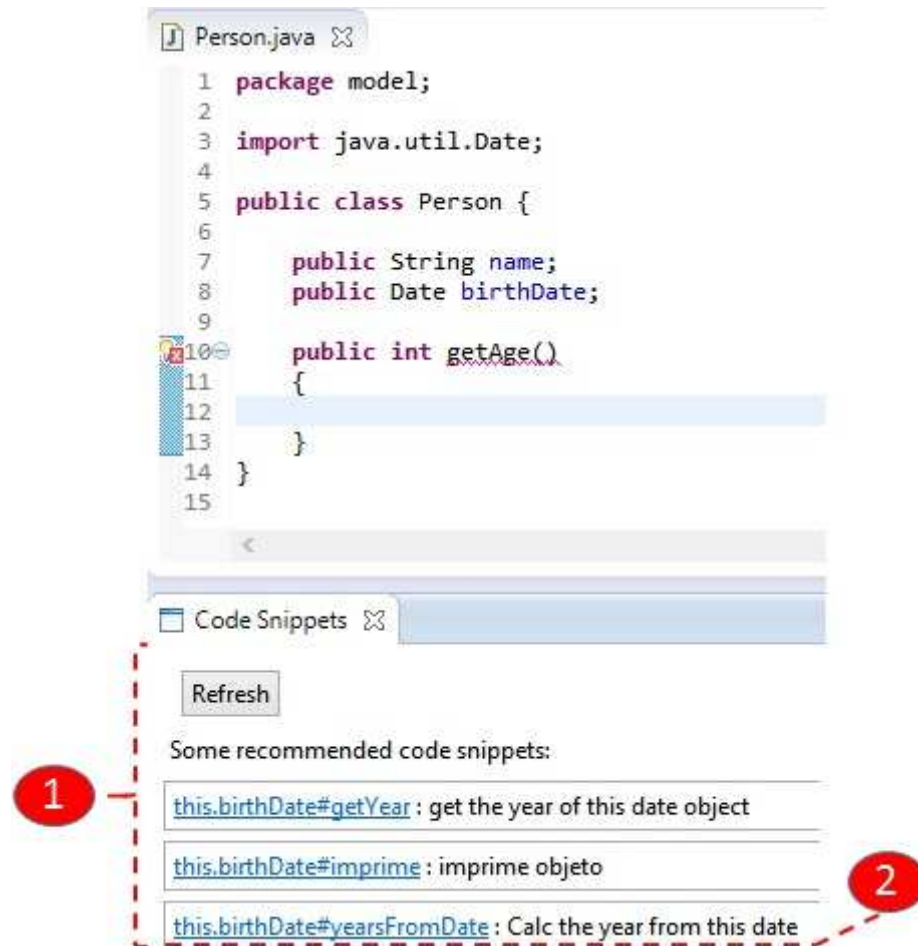 Person.java
1 package model;
2
3 import java.util.Date;
4
5 public class Person {
6
7 public String name;
8 public Date birthDate;
9
10 public int getAge()
11 {
12
13 }
14 }
15
Code Snippets
Refresh
Some recommended code snippets:
1
this.birthDate#getYear : get the year of this date object
this.birthDate#imprime : imprime objeto
2
this.birthDate#yearsFromDate : Calc the year from this date